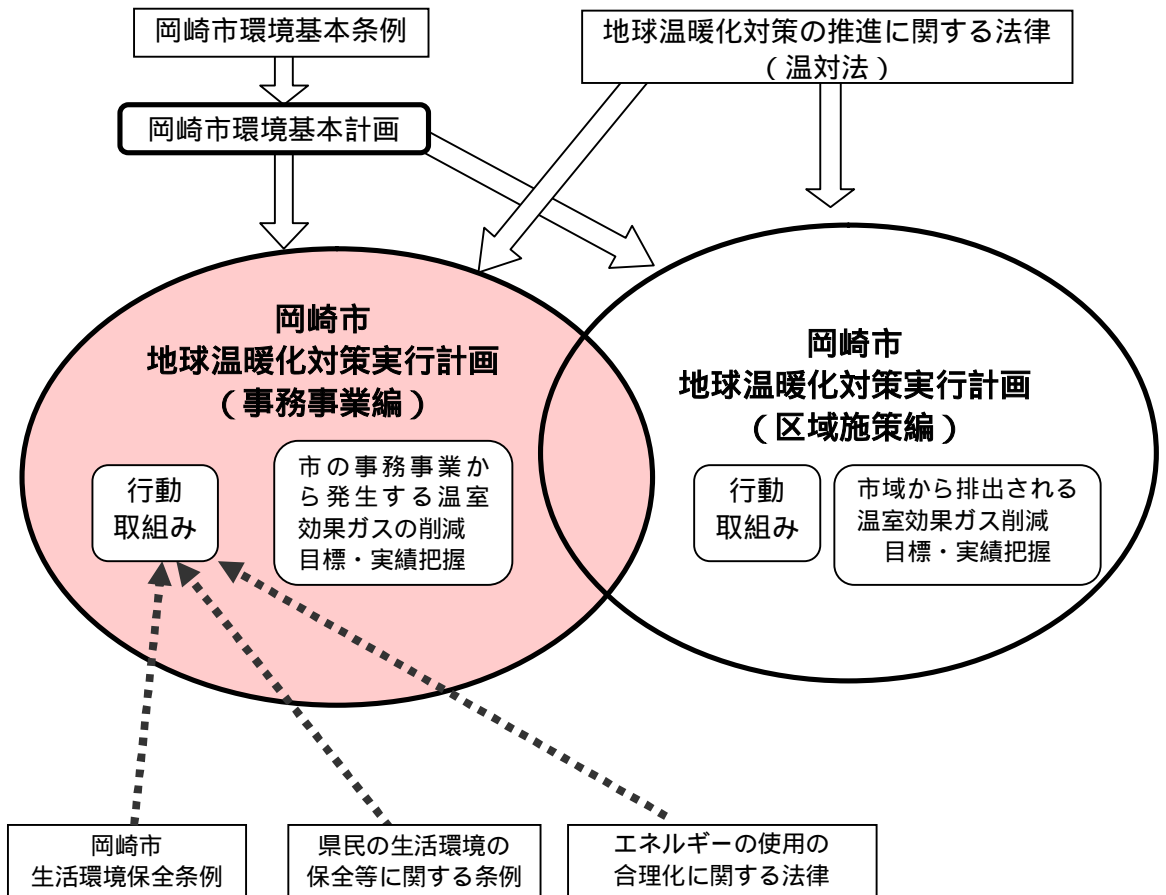 岡崎市環境基本条例
地球温暖化対策の推進に関する法律
（温対法）
岡崎市環境基本計画
岡崎市
地球温暖化対策実行計画
（事務事業編）
行動
取組み
市の事務事業か
ら発生する温室
効果ガスの削減
目標・実績把握
岡崎市
地球温暖化対策実行計画
（区域施策編）
行動
取組み
市域から排出される
温室効果ガス削減
目標・実績把握
岡崎市
生活環境保全条例
県民の生活環境の
保全等に関する条例
エネルギーの使用の
合理化に関する法律